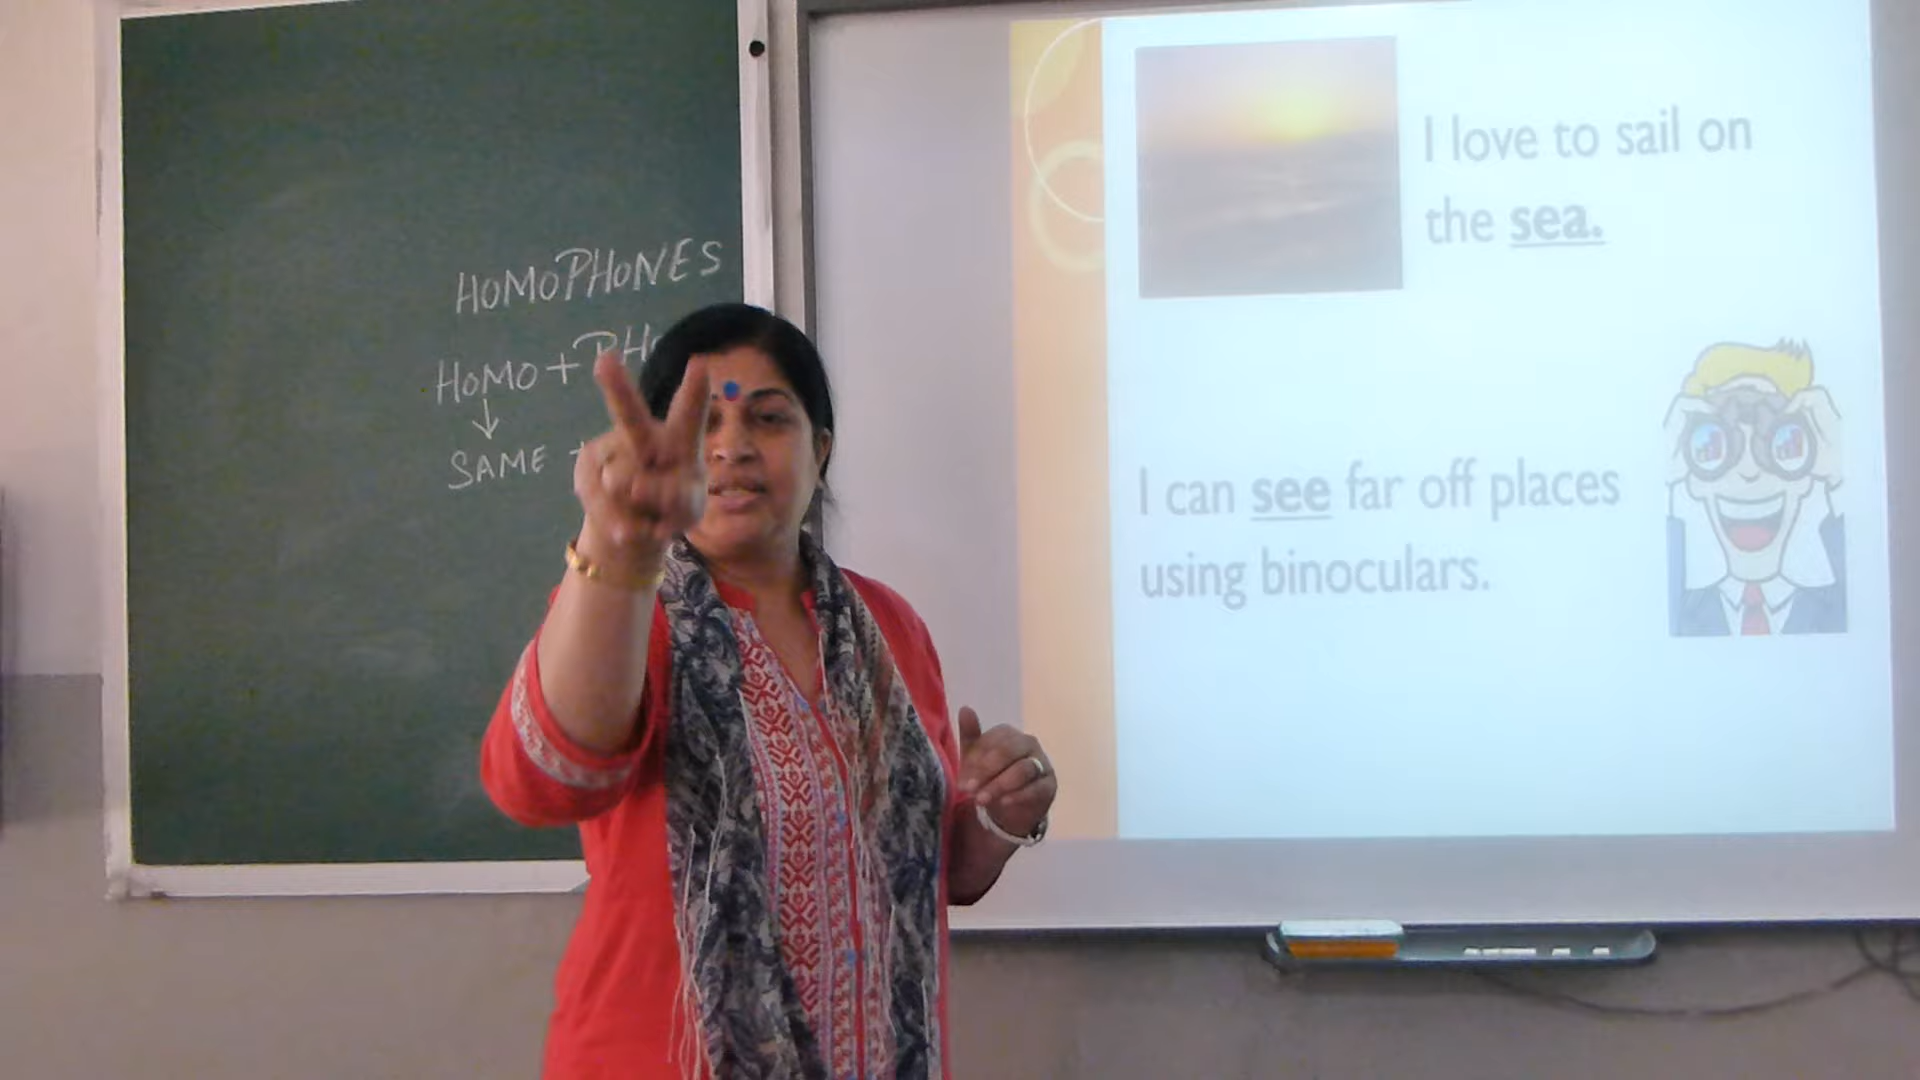 HOMOPHONES
HOMO +
SAME +
I love to sail on
the sea.
I can see far off places
using binoculars.